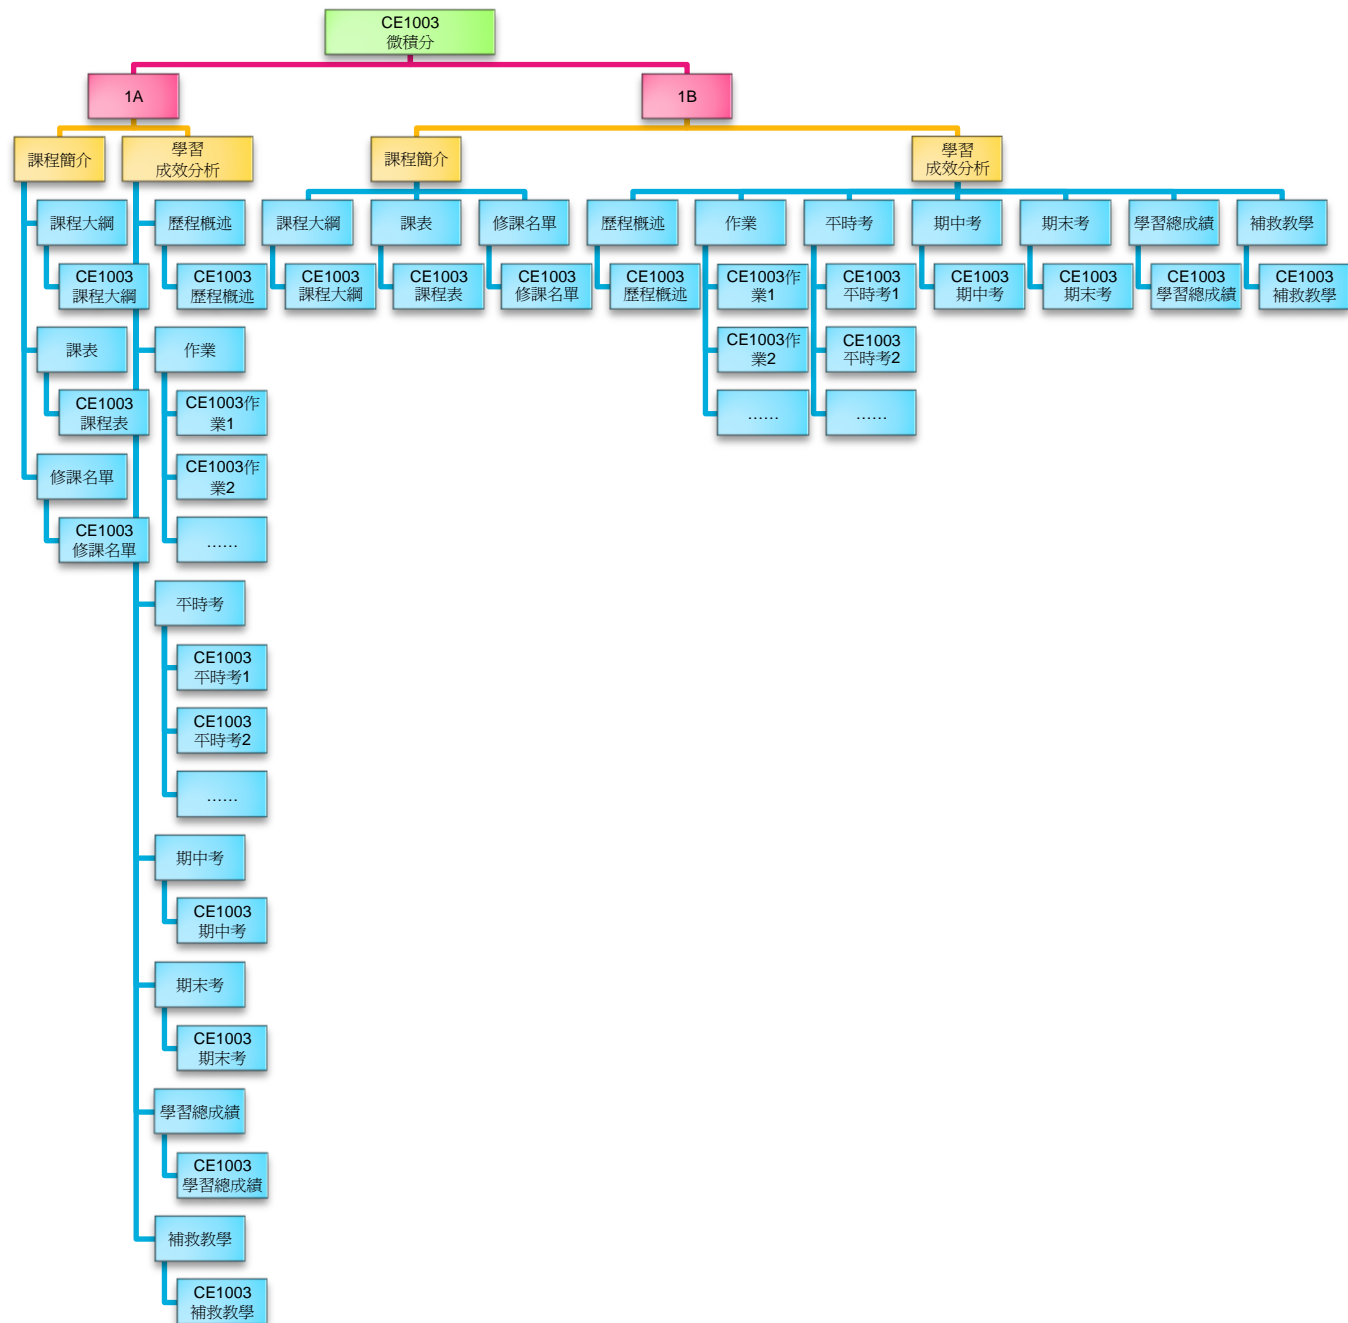 CE1003
微積分
1A
1B
課程簡介
學習
成效分析
課程簡介
學習
成效分析
課程大綱
CE1003
課程大綱
課表
CE1003
課程表
修課名單
CE1003
修課名單
歷程概述
CE1003
歷程概述
作業
CE1003作
業1
CE1003作
業2
……
平時考
CE1003
平時考1
CE1003
平時考2
……
期中考
CE1003
期中考
期末考
CE1003
期末考
學習總成績
CE1003
學習總成績
補救教學
CE1003
補救教學
課程大綱
CE1003
課程大綱
課表
CE1003
課程表
修課名單
CE1003
修課名單
歷程概述
CE1003
歷程概述
作業
CE1003作
業1
CE1003作
業2
……
平時考
CE1003
平時考1
CE1003
平時考2
……
期中考
CE1003
期中考
期末考
CE1003
期末考
學習總成績
CE1003
學習總成績
補救教學
CE1003
補救教學